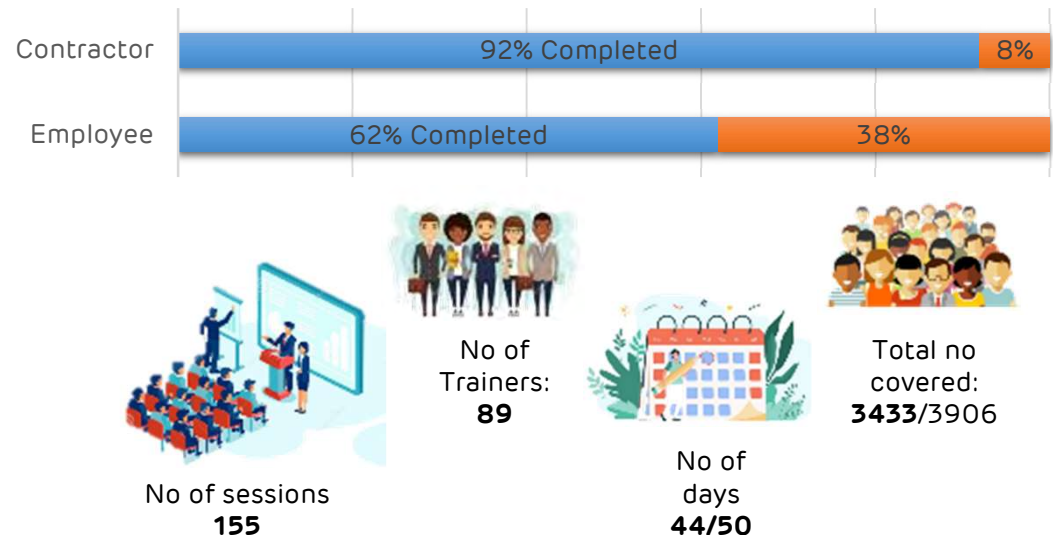 Contractor
92% Completed
8%
Employee
62% Completed
38%
No of sessions
155
No of
Trainers:
89
No of
days
44/50
Total no
covered:
3433/3906